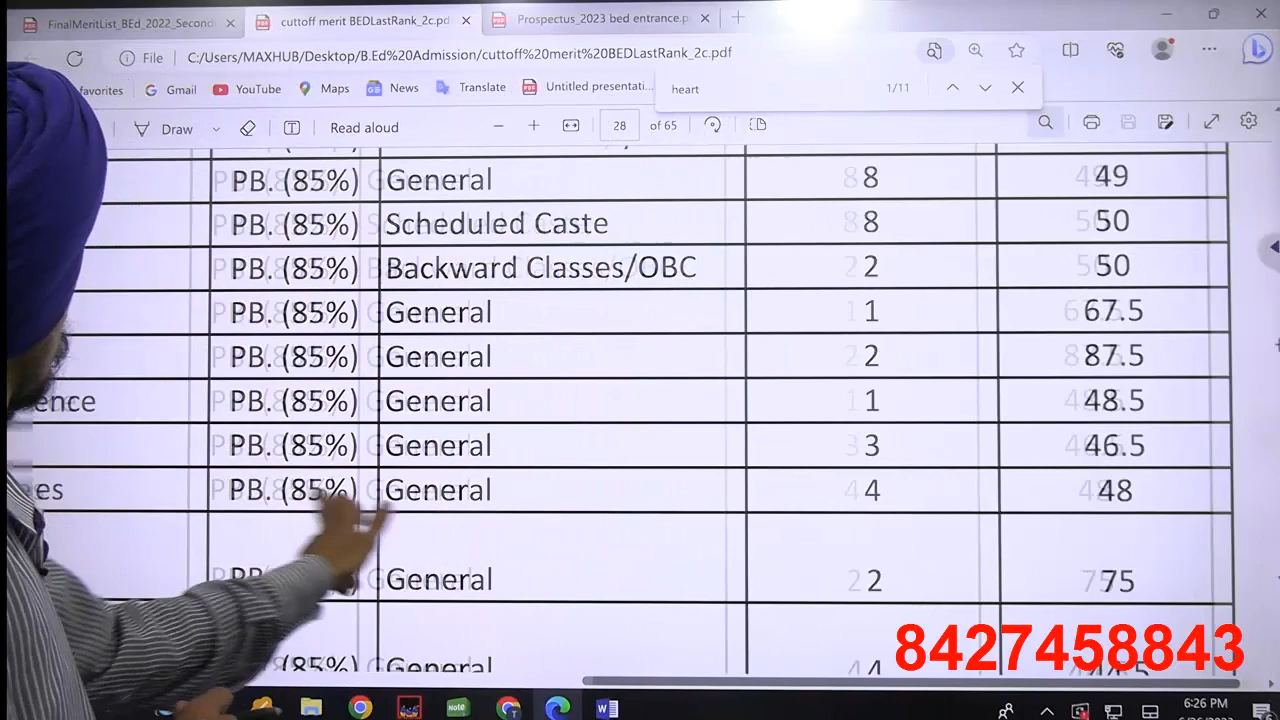 FinalMeritList_BEd_2022_Second
cuttoff merit BEDLastRank_2c.pdf
Prospectus_2023 bed entrance.p
File C:/Users/MAXHUB/Desktop/B.Ed%20Admission/cuttoff%20merit%20BEDLastRank_2c.pdf
favorites Gmail YouTube Maps News Translate Untitled presentati...
heart 1/11
Draw Read aloud 28 of 65
PB. (85%) General 8 49
PB. (85%) Scheduled Caste 8 50
PB. (85%) Backward Classes/OBC 2 50
PB. (85%) General 1 67.5
PB. (85%) General 2 87.5
ence PB. (85%) General 1 48.5
PB. (85%) General 3 46.5
es PB. (85%) General 4 48
General 2 75
(85%) General 4
8427458843
Note
6:26 PM